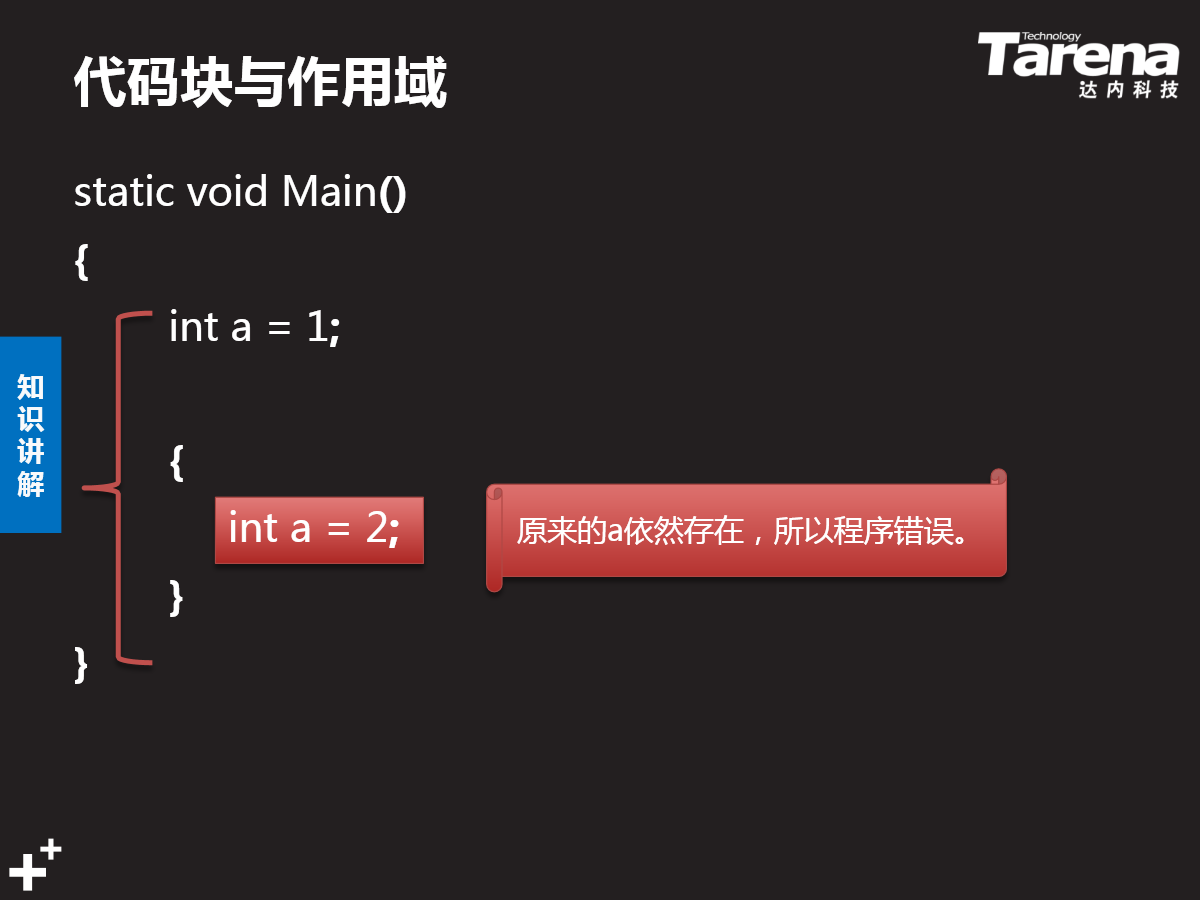 代码块与作用域
Technology
Tarena
达内科技
static void Main()
{
int a = 1;
{
int a = 2;
原来的a依然存在，所以程序错误。
}
}
知识讲解